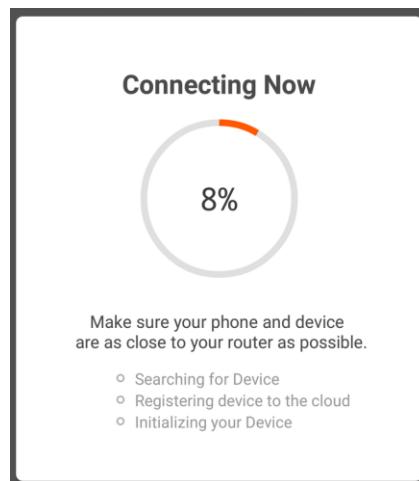 Connecting Now
8%
Make sure your phone and device
are as close to your router as possible.
Searching for Device
Registering device to the cloud
Initializing your Device